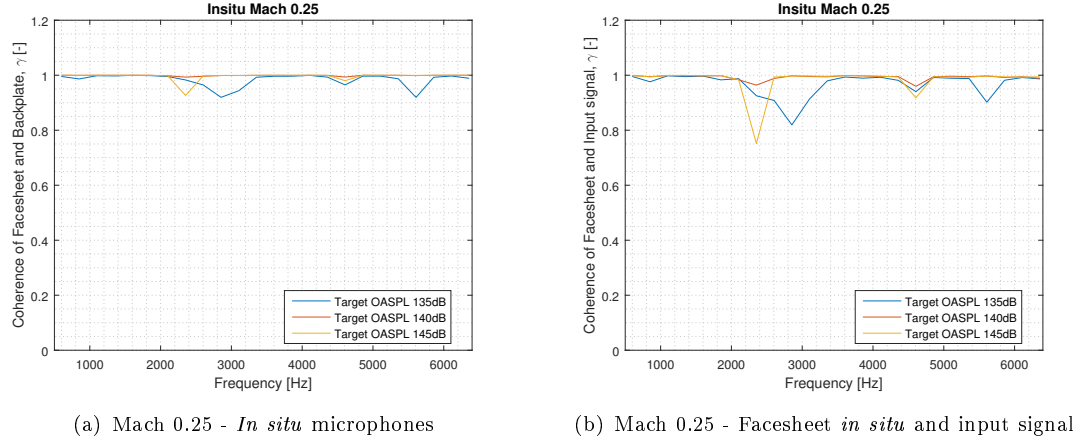 Insitu Mach 0.25
Coherence of Facesheet and Backplate, γ [-]
1.2
1
0.8
0.6
0.4
0.2
0
1000 2000 3000 4000 5000 6000
Frequency [Hz]
Target OASPL 135dB
Target OASPL 140dB
Target OASPL 145dB
(a) Mach 0.25 - In situ microphones
Insitu Mach 0.25
Coherence of Facesheet and Input signal, γ [-]
1.2
1
0.8
0.6
0.4
0.2
0
1000 2000 3000 4000 5000 6000
Frequency [Hz]
Target OASPL 135dB
Target OASPL 140dB
Target OASPL 145dB
(b) Mach 0.25 - Facesheet in situ and input signal